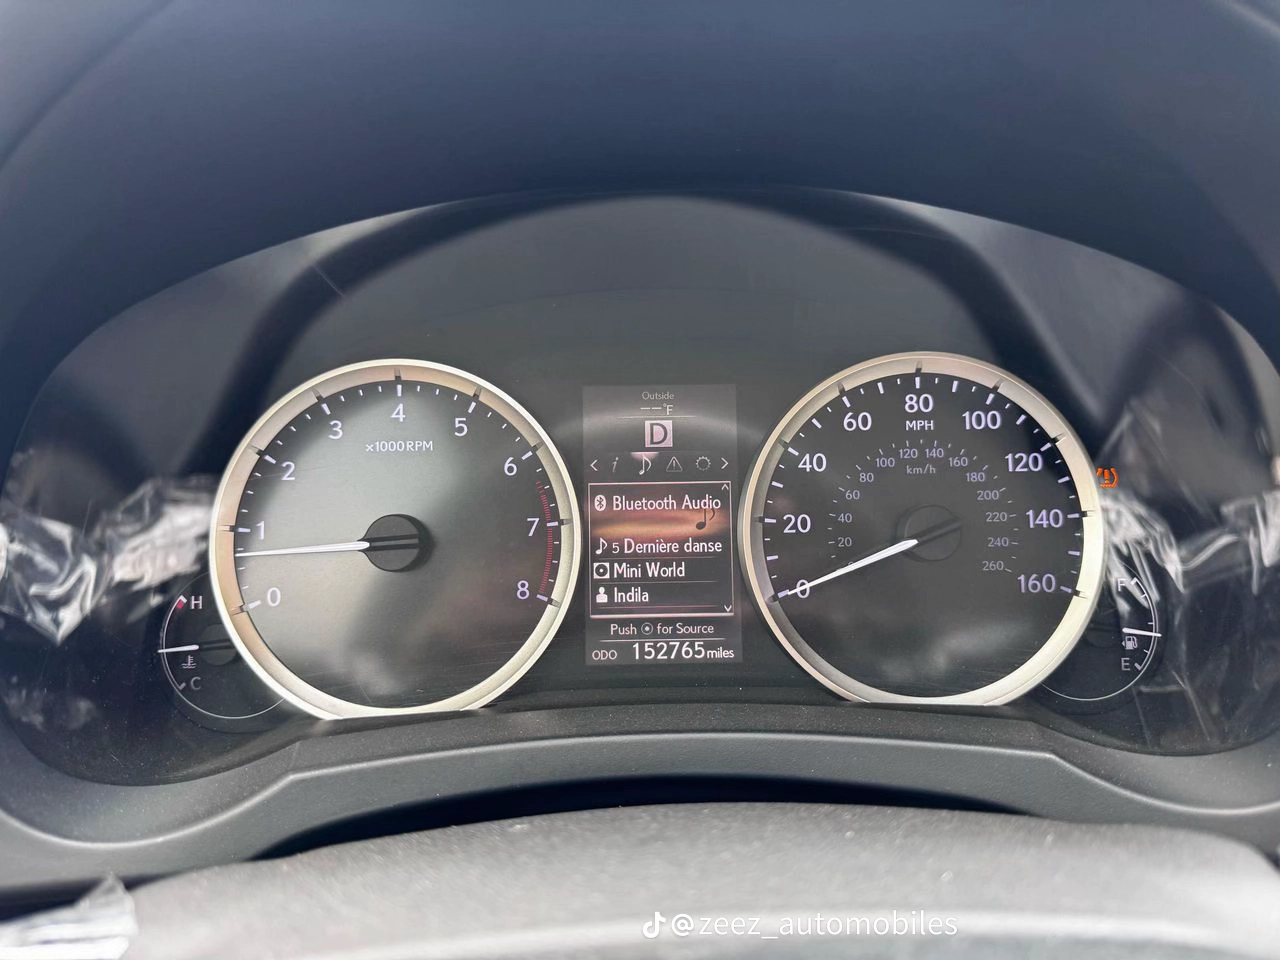 0
1
2
3
4
5
6
7
8
x1000RPM
H
C
Outside
--°F
D
Bluetooth Audio
5 Dernière danse
Mini World
Indila
Push for Source
ODO 152765 miles
0
20
40
60
80
100
120
140
160
MPH
20
40
60
80
100
120
140
160
180
200
220
240
260
km/h
F
E
@zeez_automobiles